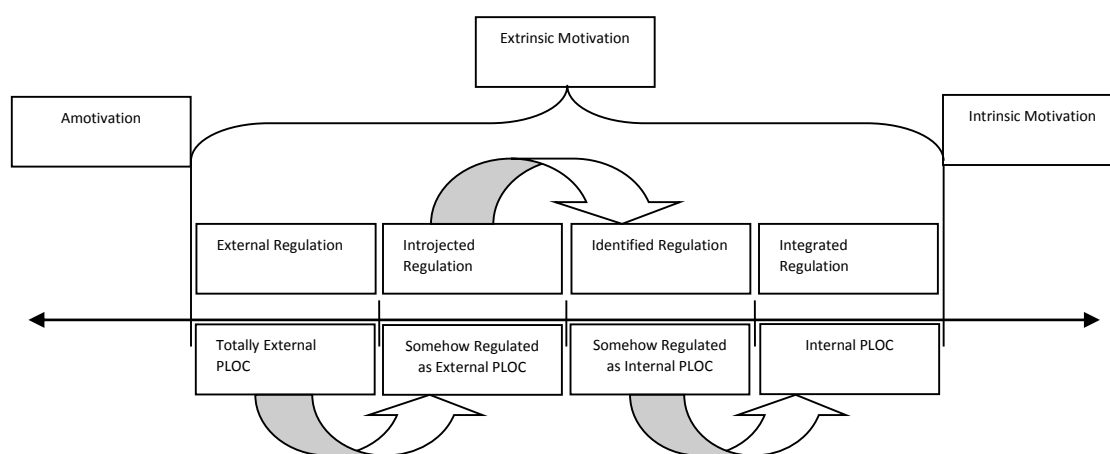 Extrinsic Motivation
Amotivation
Intrinsic Motivation
External Regulation
Introjected
Regulation
Identified Regulation
Integrated
Regulation
Totally External
PLOC
Somehow Regulated
as External PLOC
Somehow Regulated
as Internal PLOC
Internal PLOC